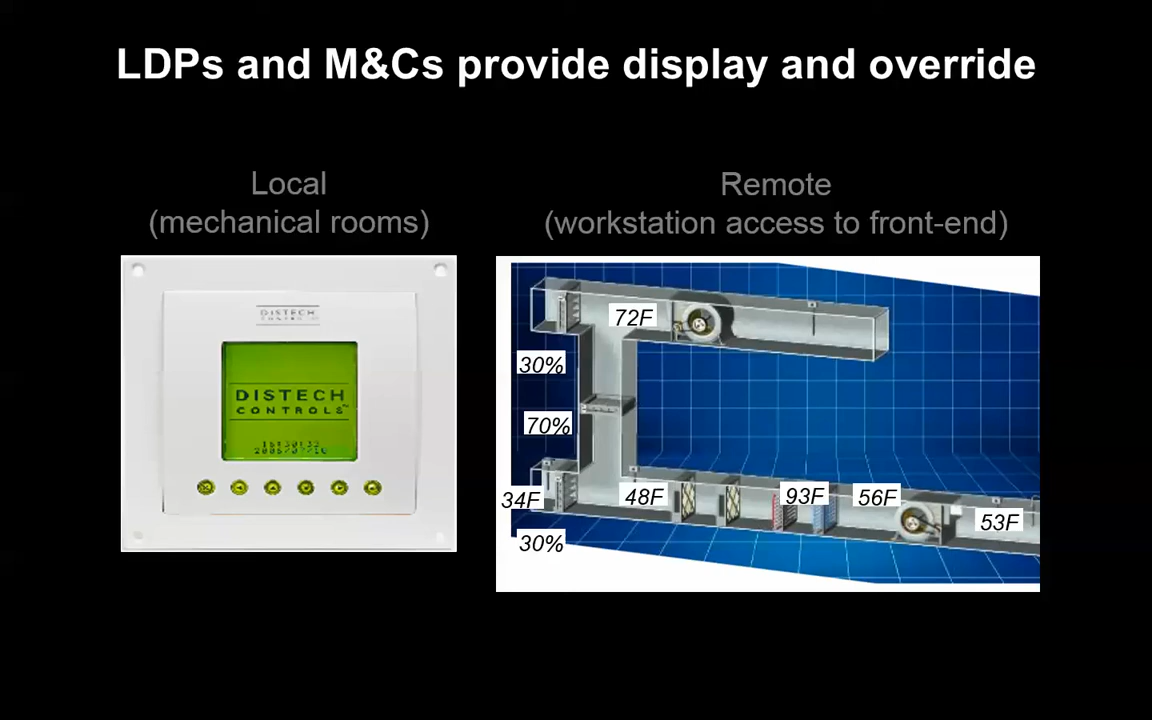 LDPs and M&Cs provide display and override
Local
(mechanical rooms)
Remote
(workstation access to front-end)
DISTECH
DISTECH
CONTROLS
72F
30%
70%
34F
48F
93F
56F
53F
30%